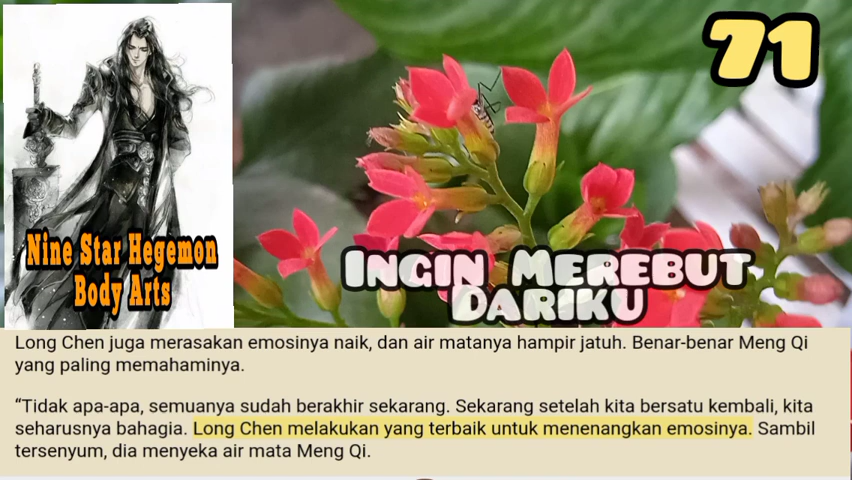 71
Nine Star Hegemon
Body Arts
Ingin Merebut
Dariku
Long Chen juga merasakan emosinya naik, dan air matanya hampir jatuh. Benar-benar Meng Qi
yang paling memahaminya.
“Tidak apa-apa, semuanya sudah berakhir sekarang. Sekarang setelah kita bersatu kembali, kita
seharusnya bahagia. Long Chen melakukan yang terbaik untuk menenangkan emosinya. Sambil
tersenyum, dia menyeka air mata Meng Qi.